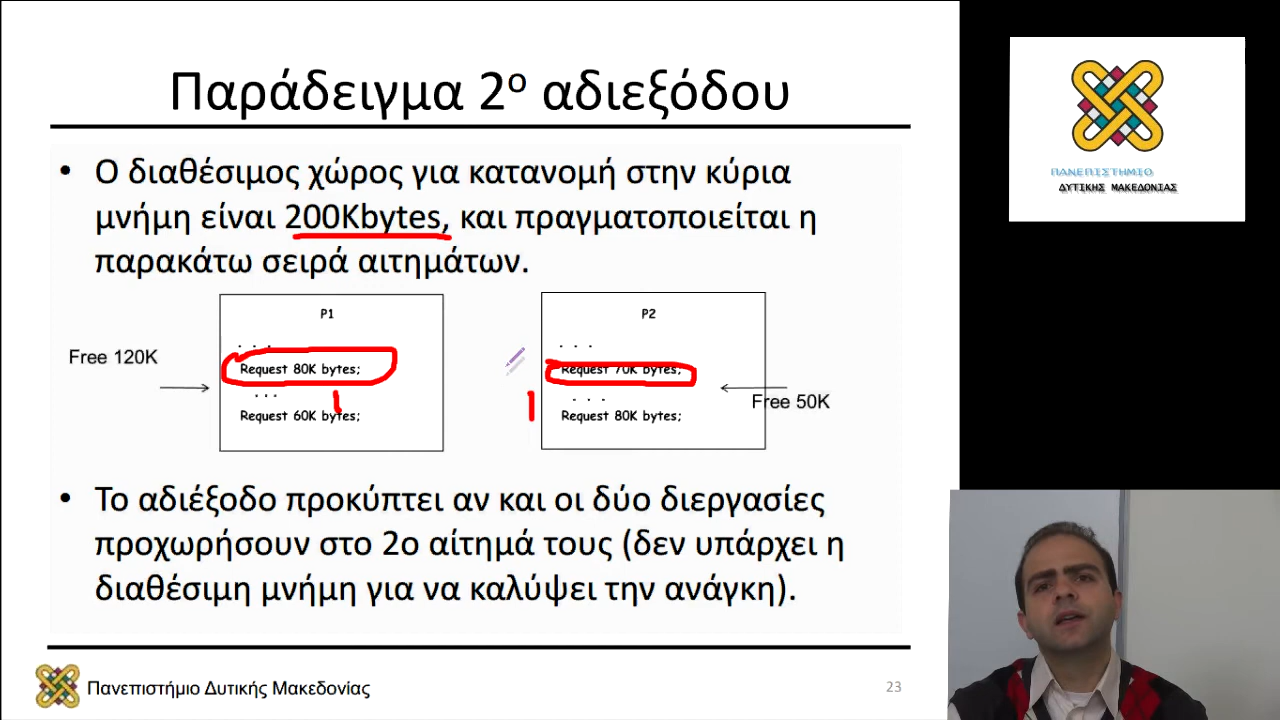 Παράδειγμα 2ο αδιεξόδου
• Ο διαθέσιμος χώρος για κατανομή στην κύρια
μνήμη είναι 200Kbytes, και πραγματοποιείται η
παρακάτω σειρά αιτημάτων.
Free 120K
P1
. . .
Request 80K bytes;
. . .
Request 60K bytes;
P2
. . .
Request 70K bytes;
. . .
Request 80K bytes;
Free 50K
• Το αδιέξοδο προκύπτει αν και οι δύο διεργασίες
προχωρήσουν στο 2ο αίτημά τους (δεν υπάρχει η
διαθέσιμη μνήμη για να καλύψει την ανάγκη).
Πανεπιστήμιο Δυτικής Μακεδονίας
23
ΠΑΝΕΠΙΣΤΗΜΙΟ
ΔΥΤΙΚΗΣ ΜΑΚΕΔΟΝΙΑΣ